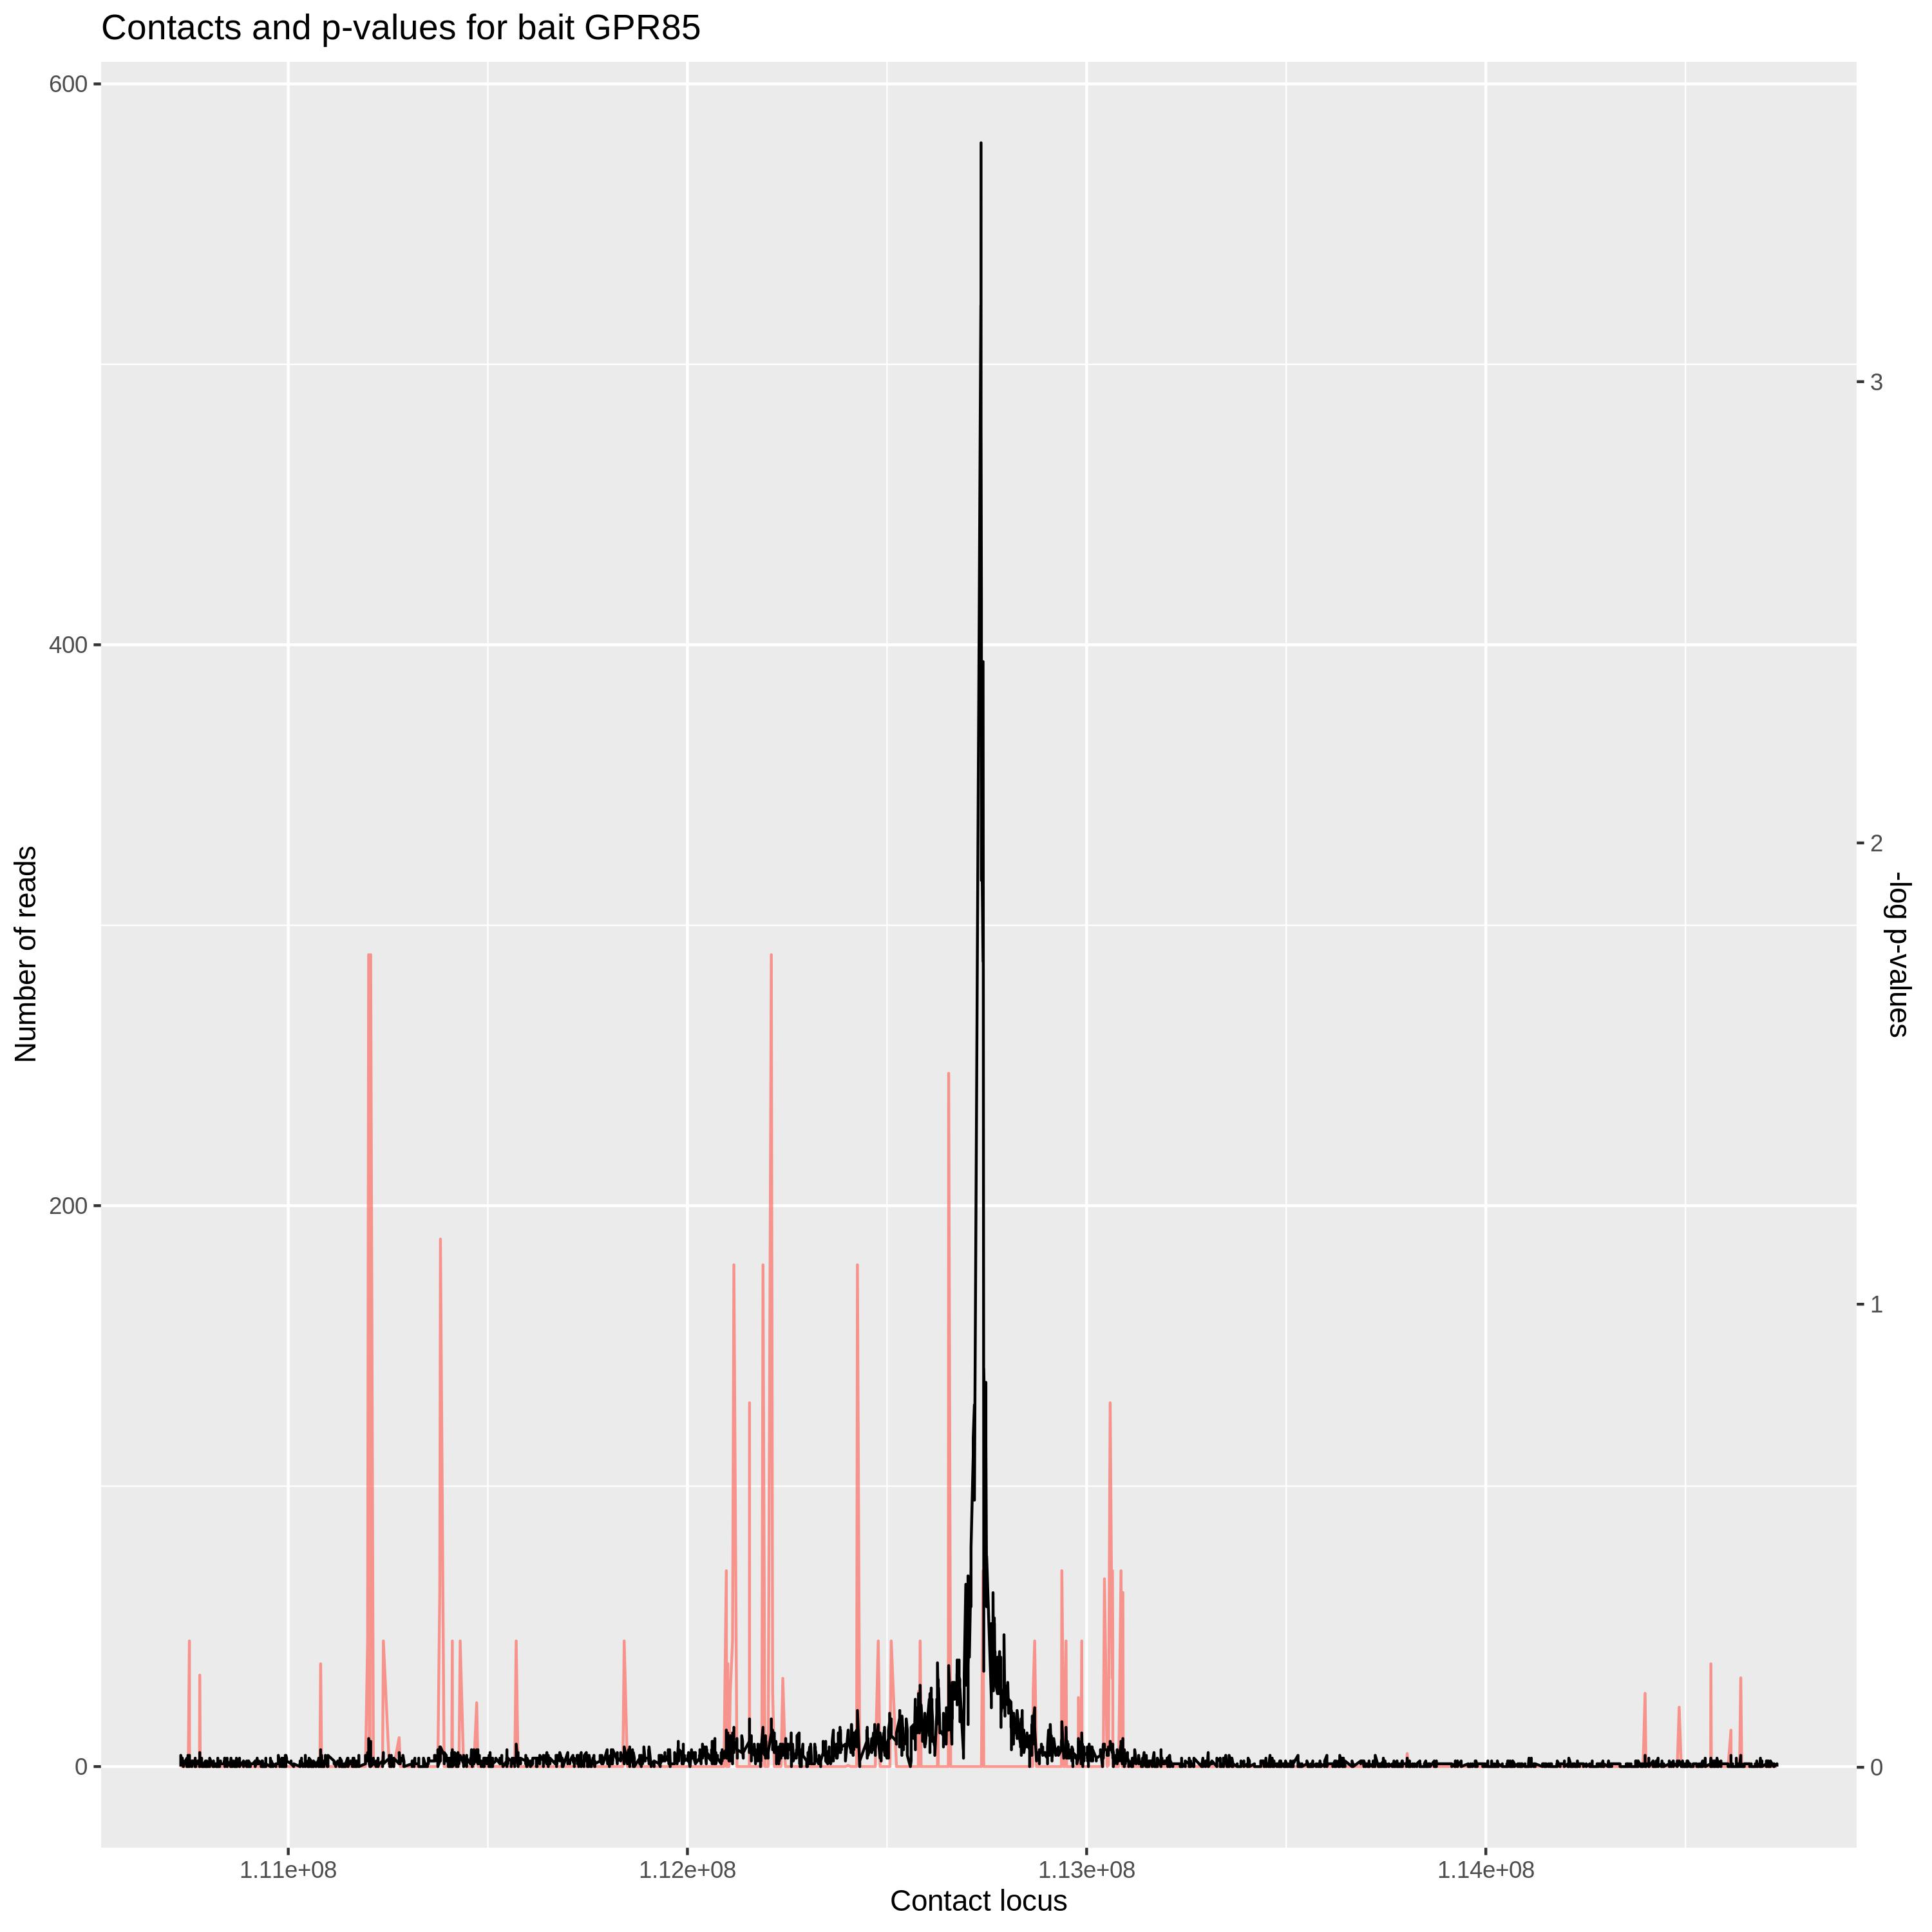 Contacts and p-values for bait GPR85
600
400
200
0
Number of reads
3
2
1
0
-log p-values
1.11e+08
1.12e+08
1.13e+08
1.14e+08
Contact locus